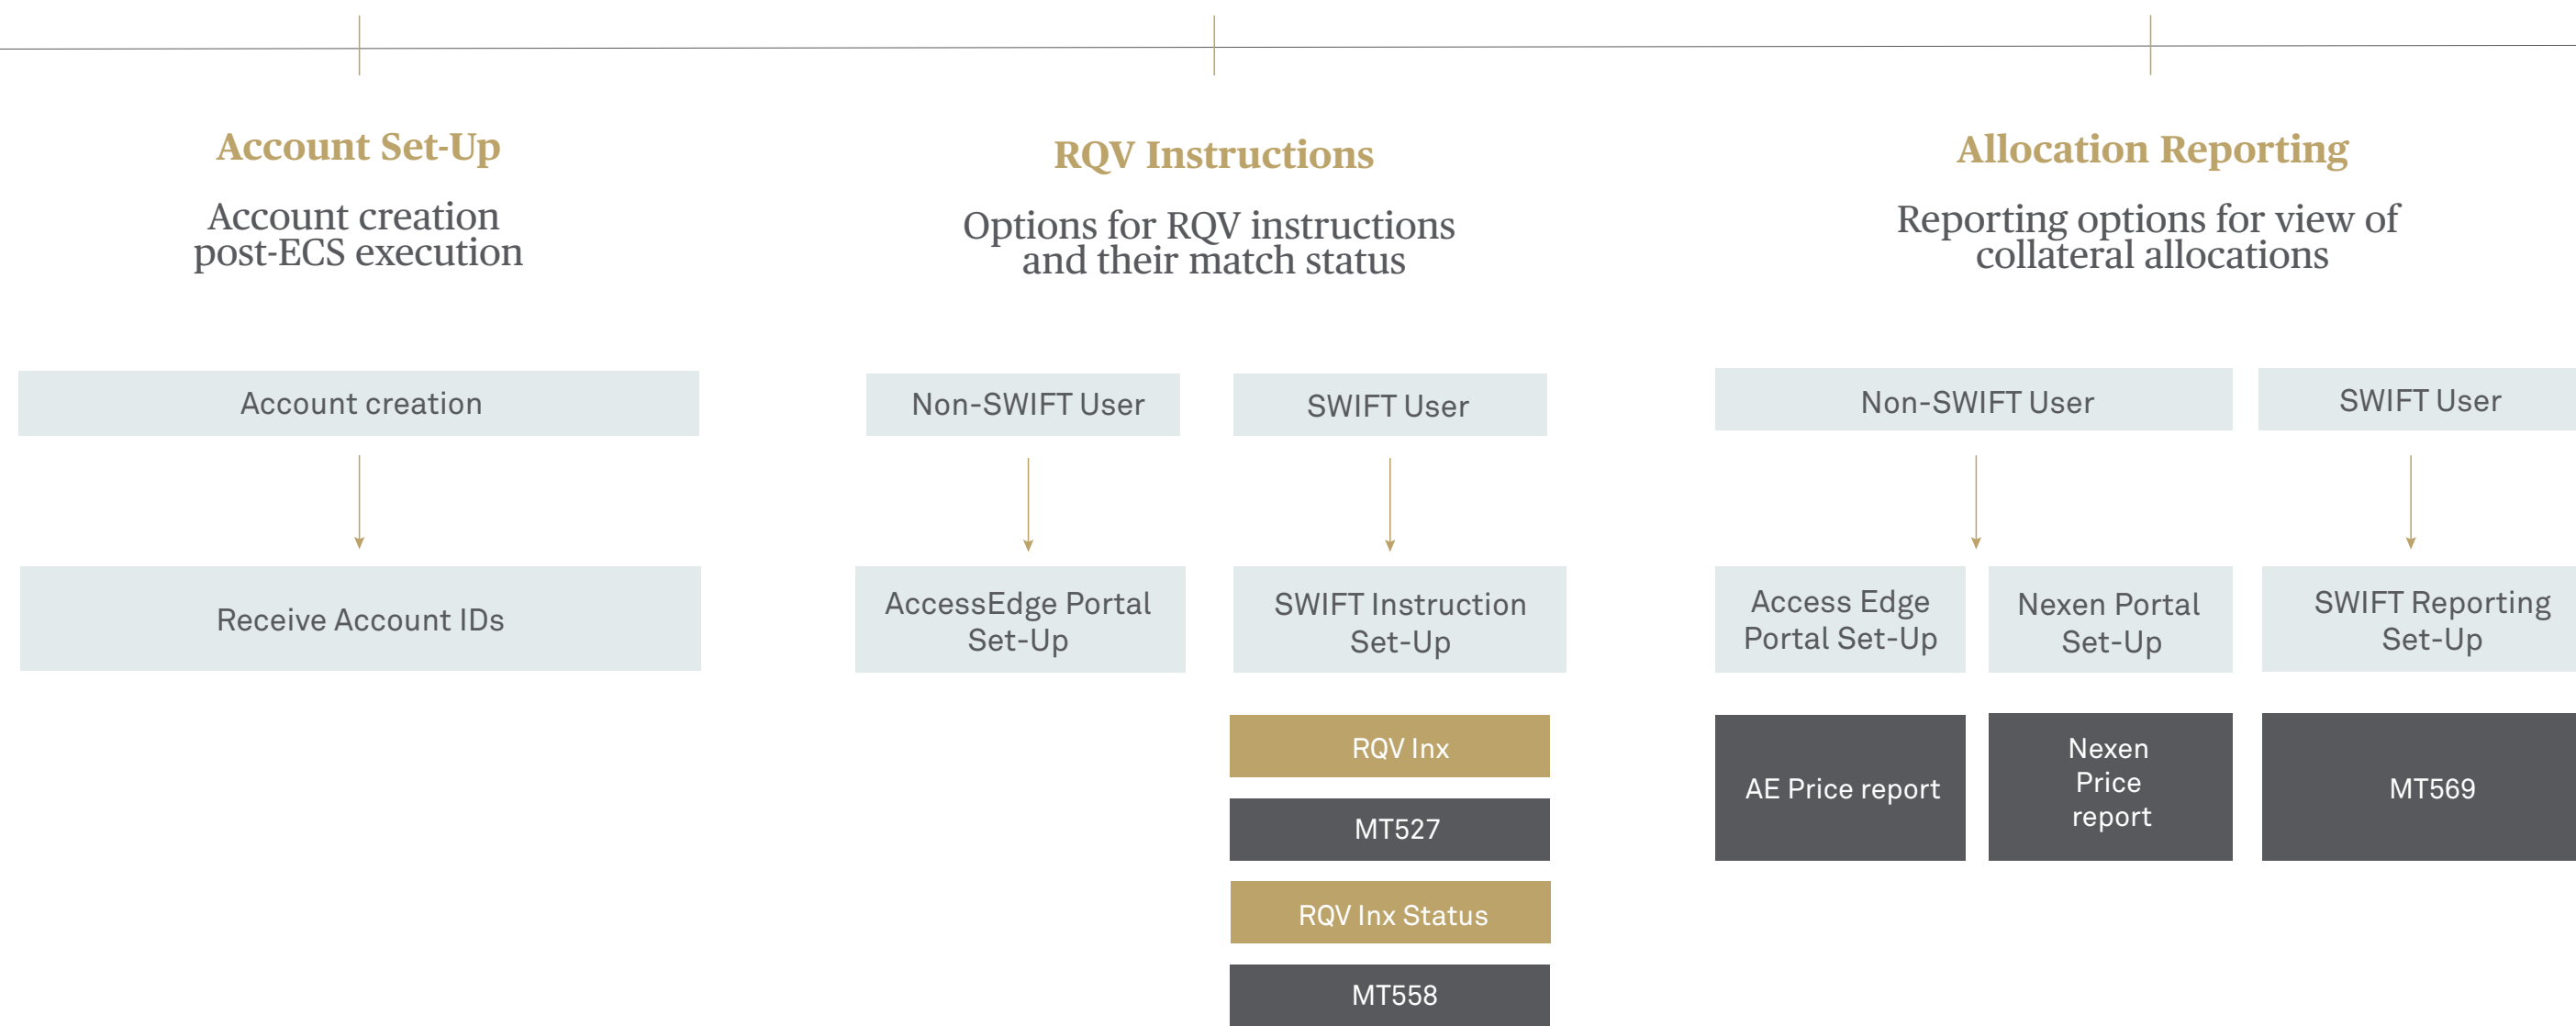 Account Set-Up
Account creation
post-ECS execution
Account creation
Receive Account IDs
RQV Instructions
Options for RQV instructions
and their match status
Non-SWIFT User
AccessEdge Portal
Set-Up
SWIFT User
SWIFT Instruction
Set-Up
RQV Inx
MT527
RQV Inx Status
MT558
Allocation Reporting
Reporting options for view of
collateral allocations
Non-SWIFT User
Access Edge
Portal Set-Up
AE Price report
Nexen Portal
Set-Up
Nexen
Price
report
SWIFT User
SWIFT Reporting
Set-Up
MT569